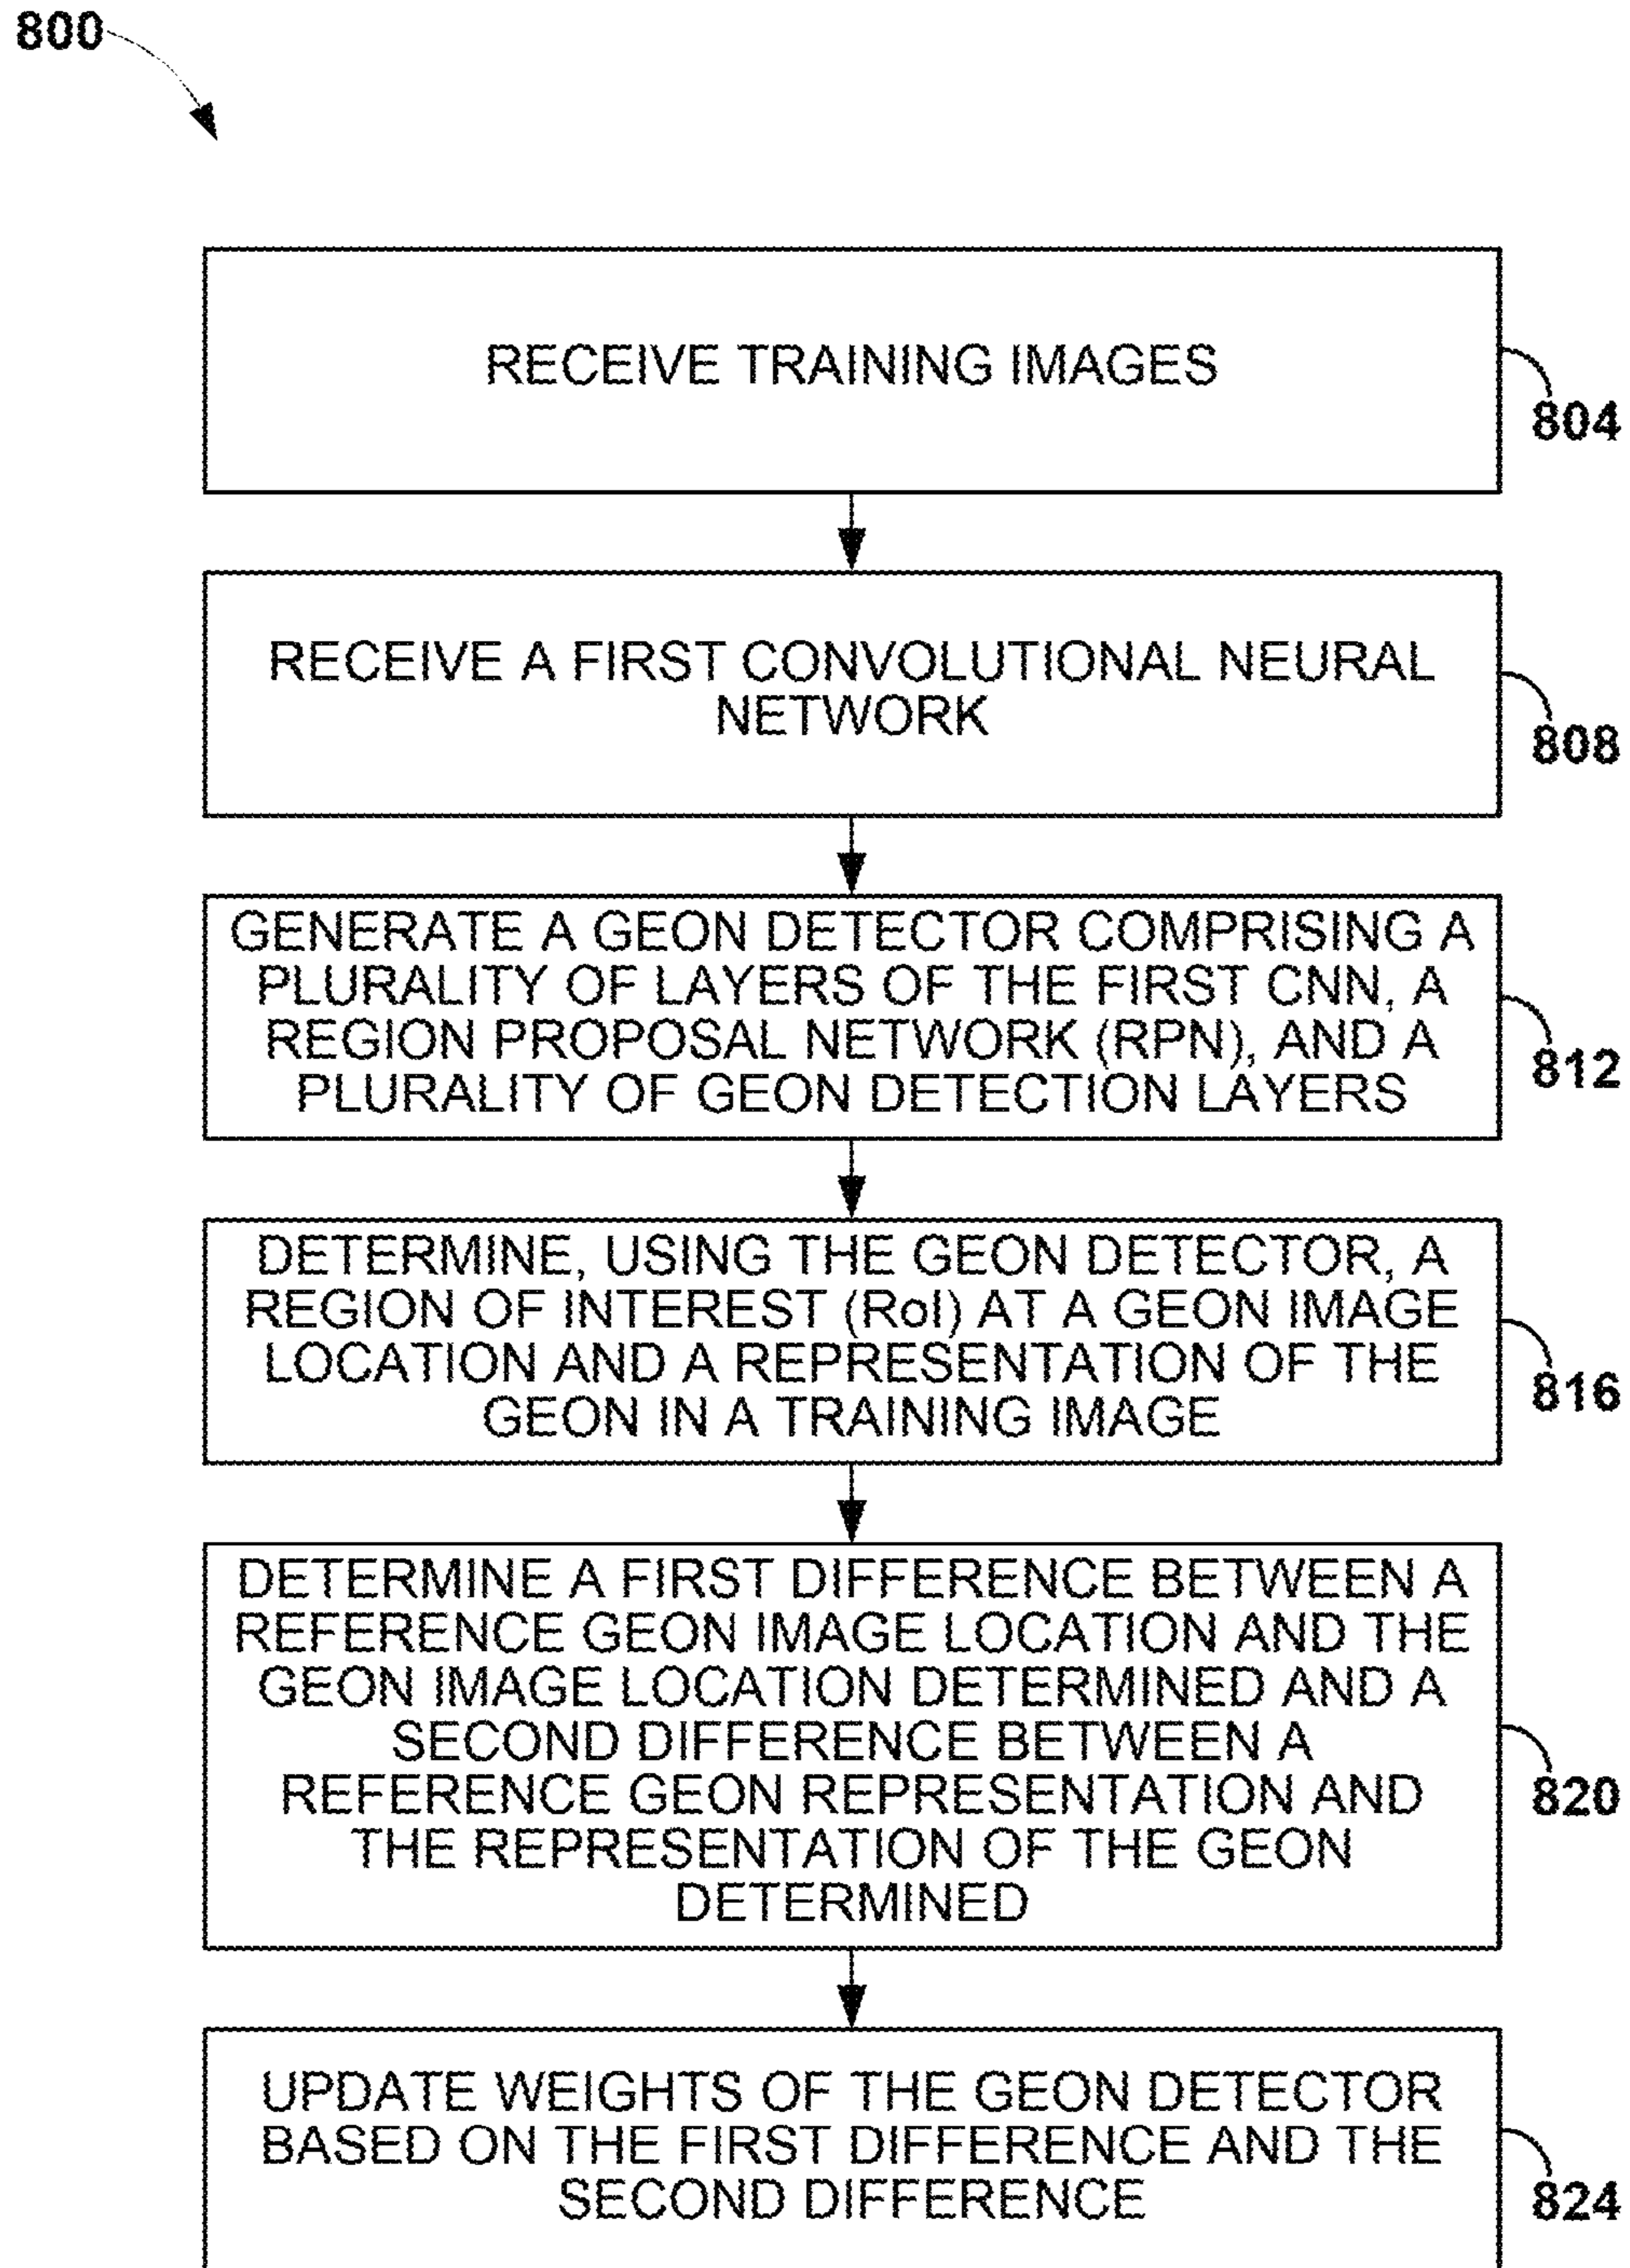 800
RECEIVE TRAINING IMAGES
804
RECEIVE A FIRST CONVOLUTIONAL NEURAL
NETWORK
808
GENERATE A GEON DETECTOR COMPRISING A
PLURALITY OF LAYERS OF THE FIRST CNN, A
REGION PROPOSAL NETWORK (RPN), AND A
PLURALITY OF GEON DETECTION LAYERS
812
DETERMINE, USING THE GEON DETECTOR, A
REGION OF INTEREST (RoI) AT A GEON IMAGE
LOCATION AND A REPRESENTATION OF THE
GEON IN A TRAINING IMAGE
816
DETERMINE A FIRST DIFFERENCE BETWEEN A
REFERENCE GEON IMAGE LOCATION AND THE
GEON IMAGE LOCATION DETERMINED AND A
SECOND DIFFERENCE BETWEEN A
REFERENCE GEON REPRESENTATION AND
THE REPRESENTATION OF THE GEON
DETERMINED
820
UPDATE WEIGHTS OF THE GEON DETECTOR
BASED ON THE FIRST DIFFERENCE AND THE
SECOND DIFFERENCE
824